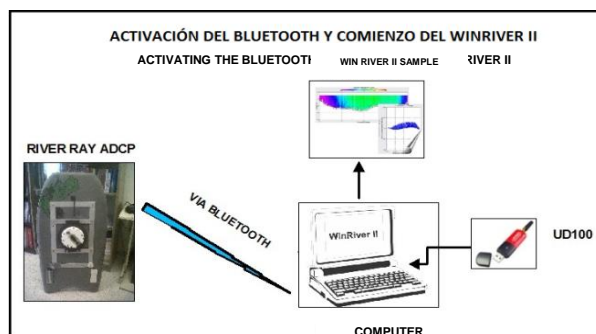 ACTIVACIÓN DEL BLUETOOTH Y COMIENZO DEL WINRIVER II
ACTIVATING THE BLUETOOTH WIN RIVER II SAMPLE RIVER II
RIVER RAY ADCP
VIA BLUETOOTH
WinRiver II
UD100
COMPUTER